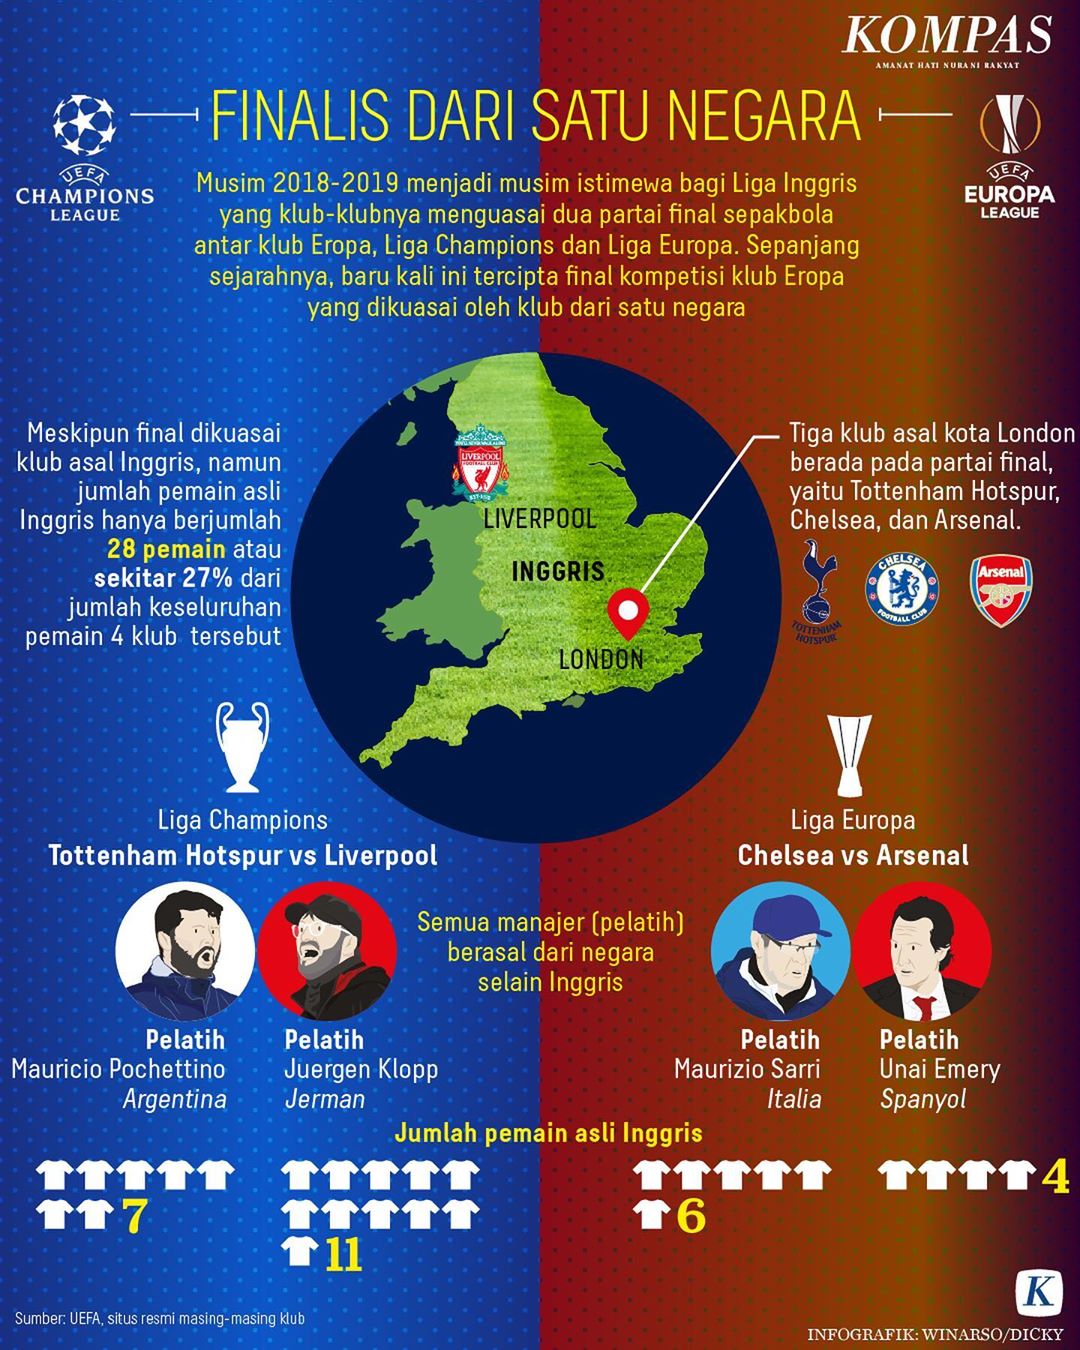 KOMPAS
AMANAT HATI NURANI RAKYAT
FINALIS DARI SATU NEGARA
UEFA
CHAMPIONS
LEAGUE
UEFA
EUROPA
LEAGUE
Musim 2018-2019 menjadi musim istimewa bagi Liga Inggris
yang klub-klubnya menguasai dua partai final sepakbola
antar klub Eropa, Liga Champions dan Liga Europa. Sepanjang
sejarahnya, baru kali ini tercipta final kompetisi klub Eropa
yang dikuasai oleh klub dari satu negara
Meskipun final dikuasai
klub asal Inggris, namun
jumlah pemain asli
Inggris hanya berjumlah
28 pemain atau
sekitar 27% dari
jumlah keseluruhan
pemain 4 klub tersebut
LIVERPOOL
FOOTBALL CLUB
EST·1892
LIVERPOOL
INGGRIS
LONDON
Tiga klub asal kota London
berada pada partai final,
yaitu Tottenham Hotspur,
Chelsea, dan Arsenal.
TOTTENHAM
HOTSPUR
CHELSEA
FOOTBALL CLUB
Arsenal
Liga Champions
Tottenham Hotspur vs Liverpool
Liga Europa
Chelsea vs Arsenal
Semua manajer (pelatih)
berasal dari negara
selain Inggris
Pelatih
Mauricio Pochettino
Argentina
Pelatih
Juergen Klopp
Jerman
Pelatih
Maurizio Sarri
Italia
Pelatih
Unai Emery
Spanyol
Jumlah pemain asli Inggris
7
11
6
4
K
Sumber: UEFA, situs resmi masing-masing klub
INFOGRAFIK: WINARSO/DICKY